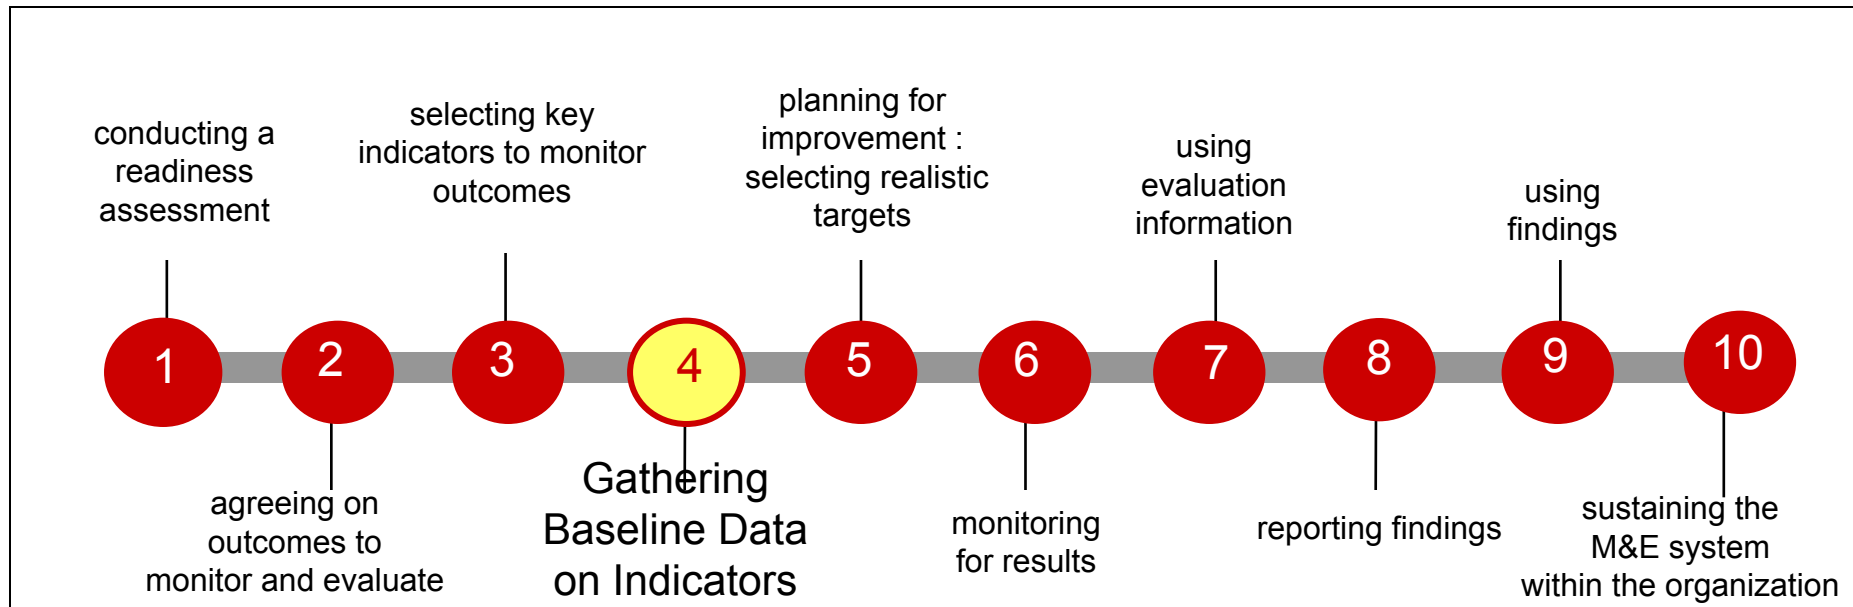 conducting a
readiness
assessment
selecting key
indicators to monitor
outcomes
planning for
improvement :
selecting realistic
targets
using
evaluation
information
using
findings
1
2
3
4
5
6
7
8
9
10
agreeing on
outcomes to
monitor and evaluate
Gathering
Baseline Data
on Indicators
monitoring
for results
reporting findings
sustaining the
M&E system
within the organization